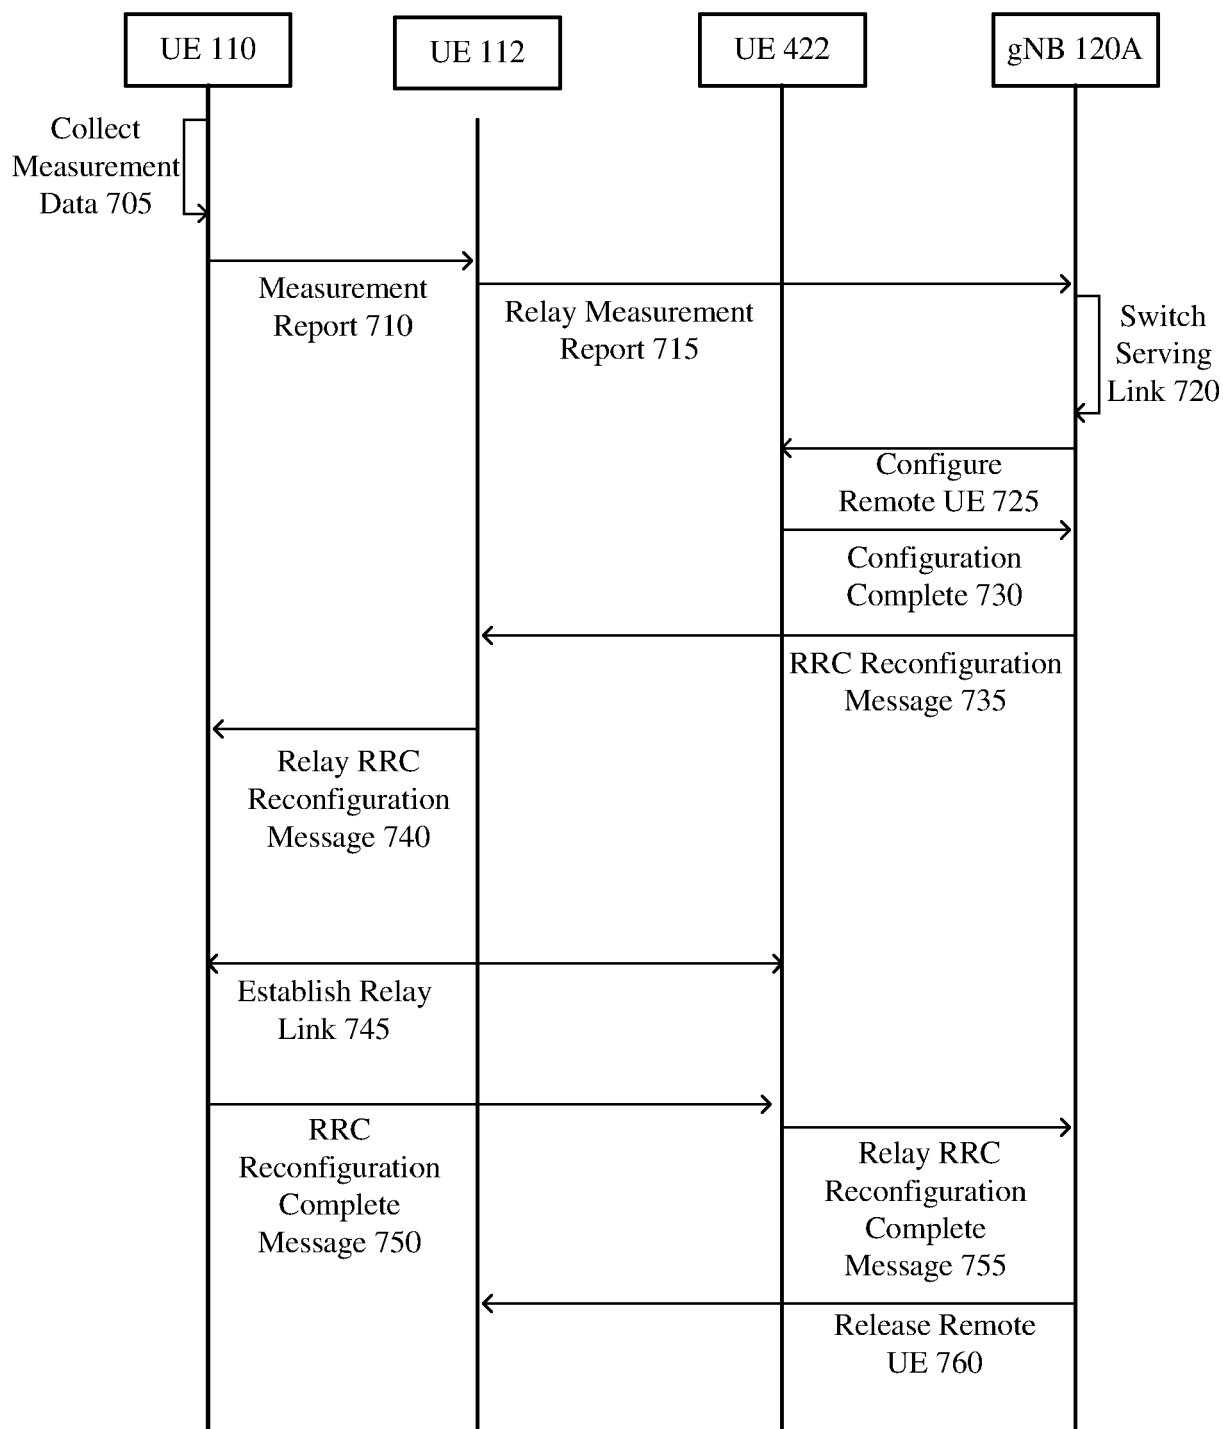 UE 110
UE 112
UE 422
gNB 120A
Collect
Measurement
Data 705
Measurement
Report 710
Relay Measurement
Report 715
Switch
Serving
Link 720
Configure
Remote UE 725
Configuration
Complete 730
RRC Reconfiguration
Message 735
Relay RRC
Reconfiguration
Message 740
Establish Relay
Link 745
RRC
Reconfiguration
Complete
Message 750
Relay RRC
Reconfiguration
Complete
Message 755
Release Remote
UE 760